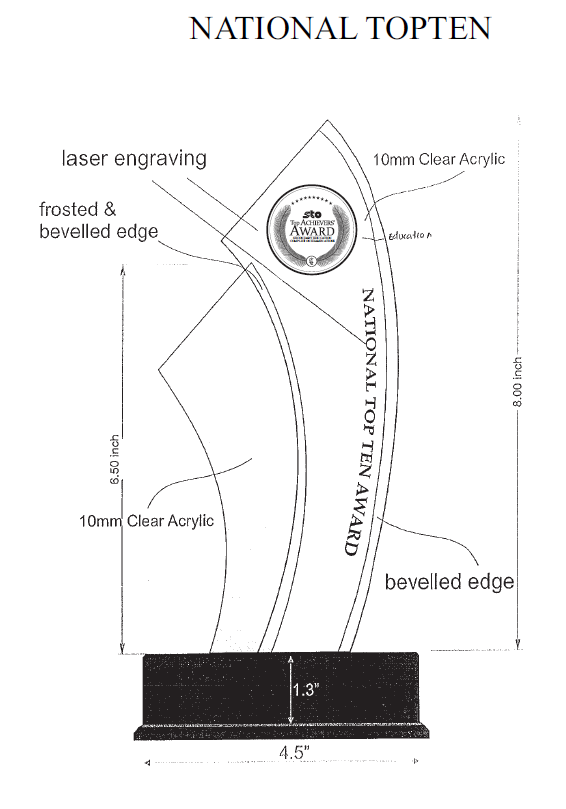 NATIONAL TOPTEN
laser engraving
10mm Clear Acrylic
frosted &
bevelled edge
sto
TOP ACHIEVERS'
AWARD
Education
NATIONAL TOP TEN AWARD
8.00 inch
6.50 inch
10mm Clear Acrylic
bevelled edge
1.3"
4.5"